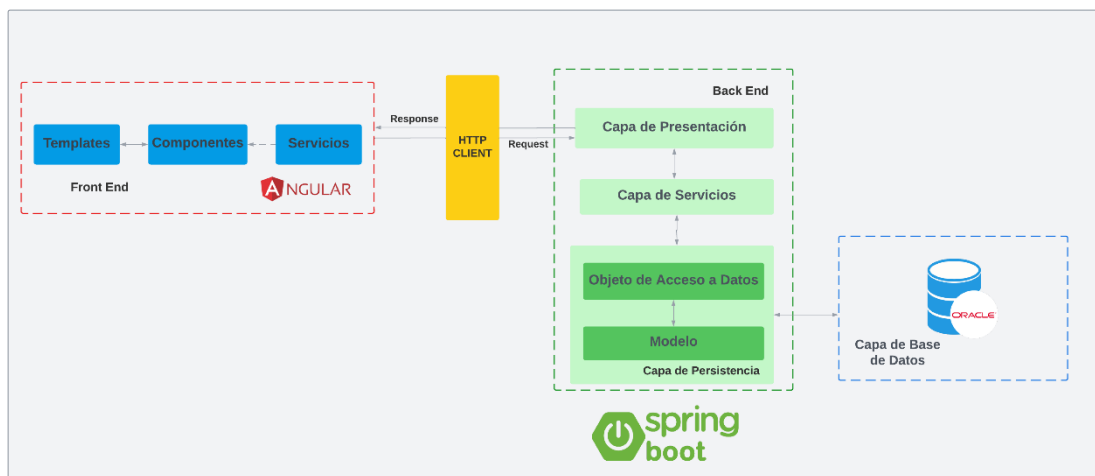 Back End
Response
HTTP
CLIENT
Request
Capa de Presentación
Templates
Componentes
Servicios
Front End
ANGULAR
Capa de Servicios
Objeto de Acceso a Datos
Modelo
Capa de Persistencia
ORACLE
Capa de Base
de Datos
spring
boot